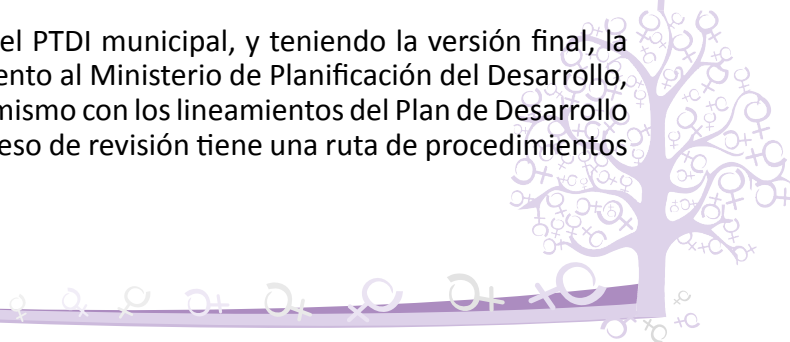 el PTDI municipal, y teniendo la versión final, la
ento al Ministerio de Planificación del Desarrollo,
mismo con los lineamientos del Plan de Desarrollo
eso de revisión tiene una ruta de procedimientos